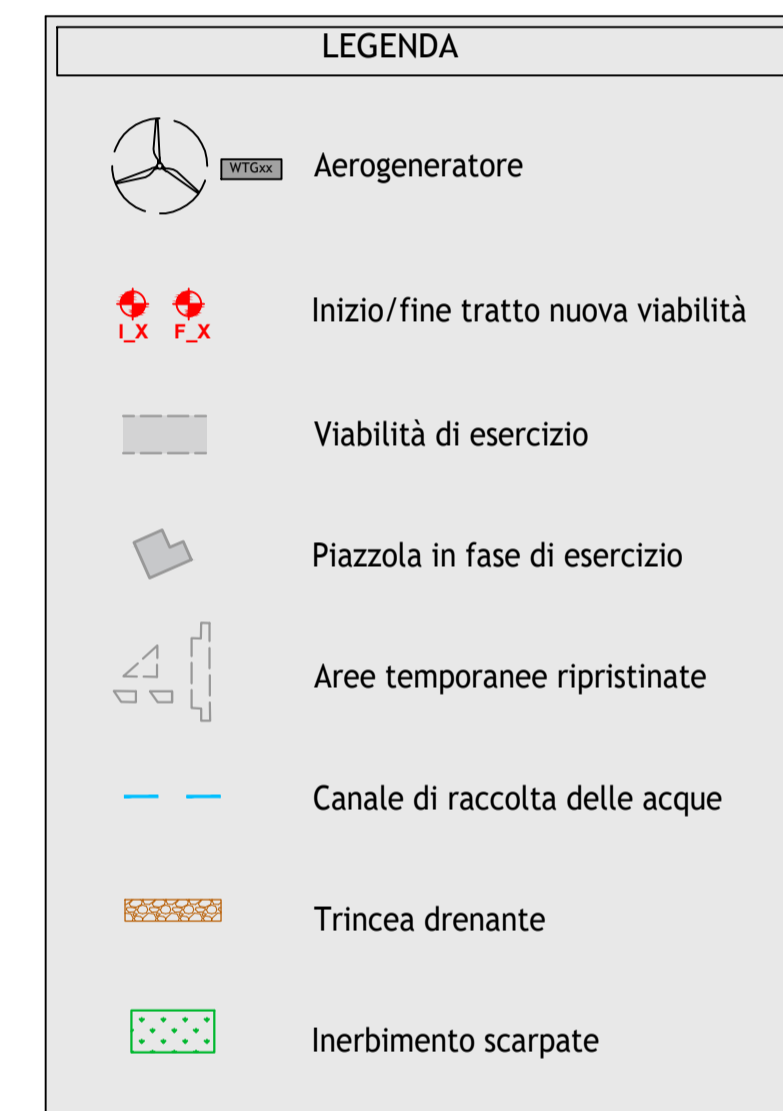 LEGENDA
WTGxx Aerogeneratore
I_X F_X Inizio/fine tratto nuova viabilità
Viabilità di esercizio
Piazzola in fase di esercizio
Aree temporanee ripristinate
Canale di raccolta delle acque
Trincea drenante
Inerbimento scarpate